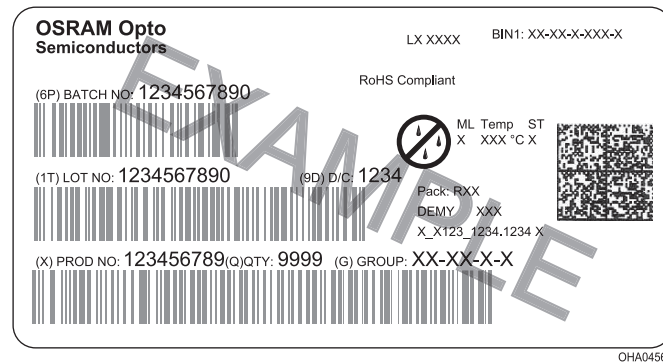 OSRAM Opto
Semiconductors
LX XXXX
BIN1: XX-XX-X-XXX-X
RoHS Compliant
(6P) BATCH NO: 1234567890
ML Temp ST
X XXX °C X
(1T) LOT NO: 1234567890 (9D) D/C: 1234
Pack: RXX
DEMY XXX
X_X123_1234.1234 X
(X) PROD NO: 123456789(Q)QTY: 9999 (G) GROUP: XX-XX-X-X
EXAMPLE